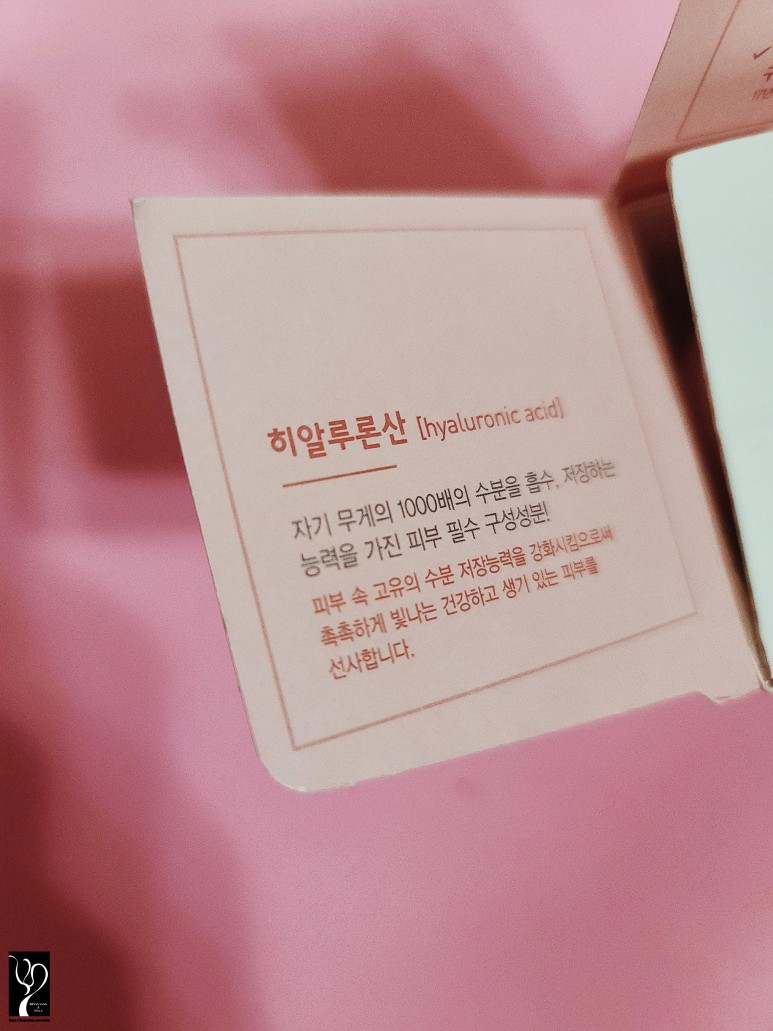 히알루론산 [hyaluronic acid]
자기 무게의 1000배의 수분을 흡수, 저장하는
능력을 가진 피부 필수 구성성분!
피부 속 고유의 수분 저장능력을 강화시킴으로써
촉촉하게 빛나는 건강하고 생기 있는 피부를
선사합니다.